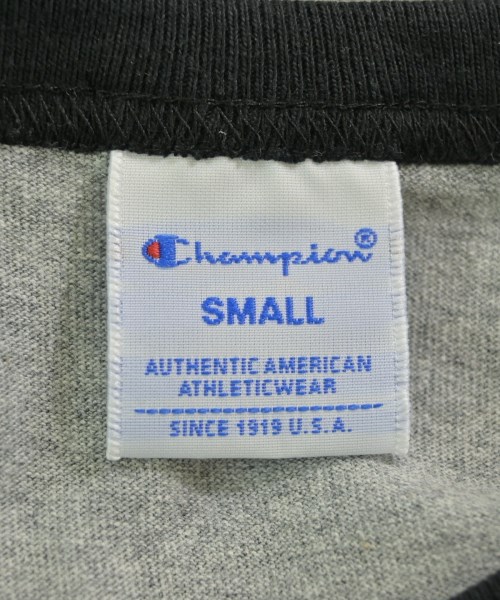 Champion®
SMALL
AUTHENTIC AMERICAN
ATHLETICWEAR
SINCE 1919 U.S.A.